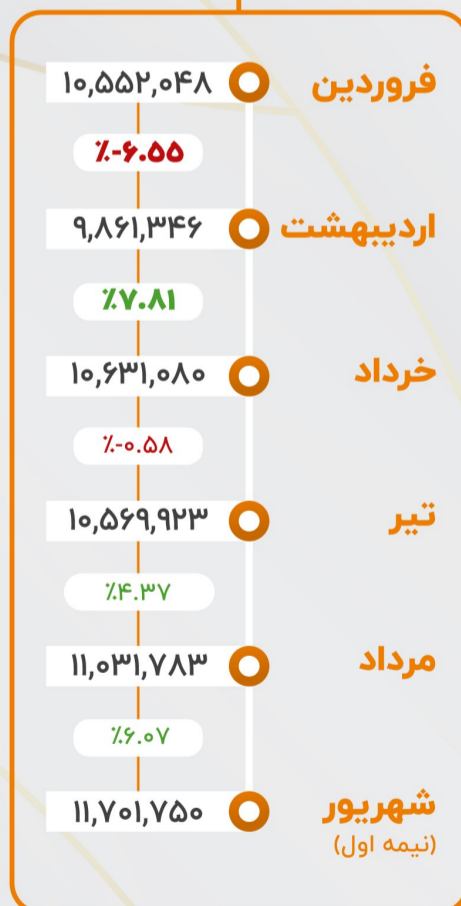 فروردین ۱۰,۵۵۲,۰۴۸
٪-۶.۵۵
اردیبهشت ۹,۸۶۱,۳۴۶
٪۷.۸۱
خرداد ۱۰,۶۳۱,۰۸۰
٪-۰.۵۸
تیر ۱۰,۵۶۹,۹۲۳
٪۴.۳۷
مرداد ۱۱,۰۳۱,۷۸۳
٪۶.۰۷
شهریور ۱۱,۷۰۱,۷۵۰
(نیمه اول)